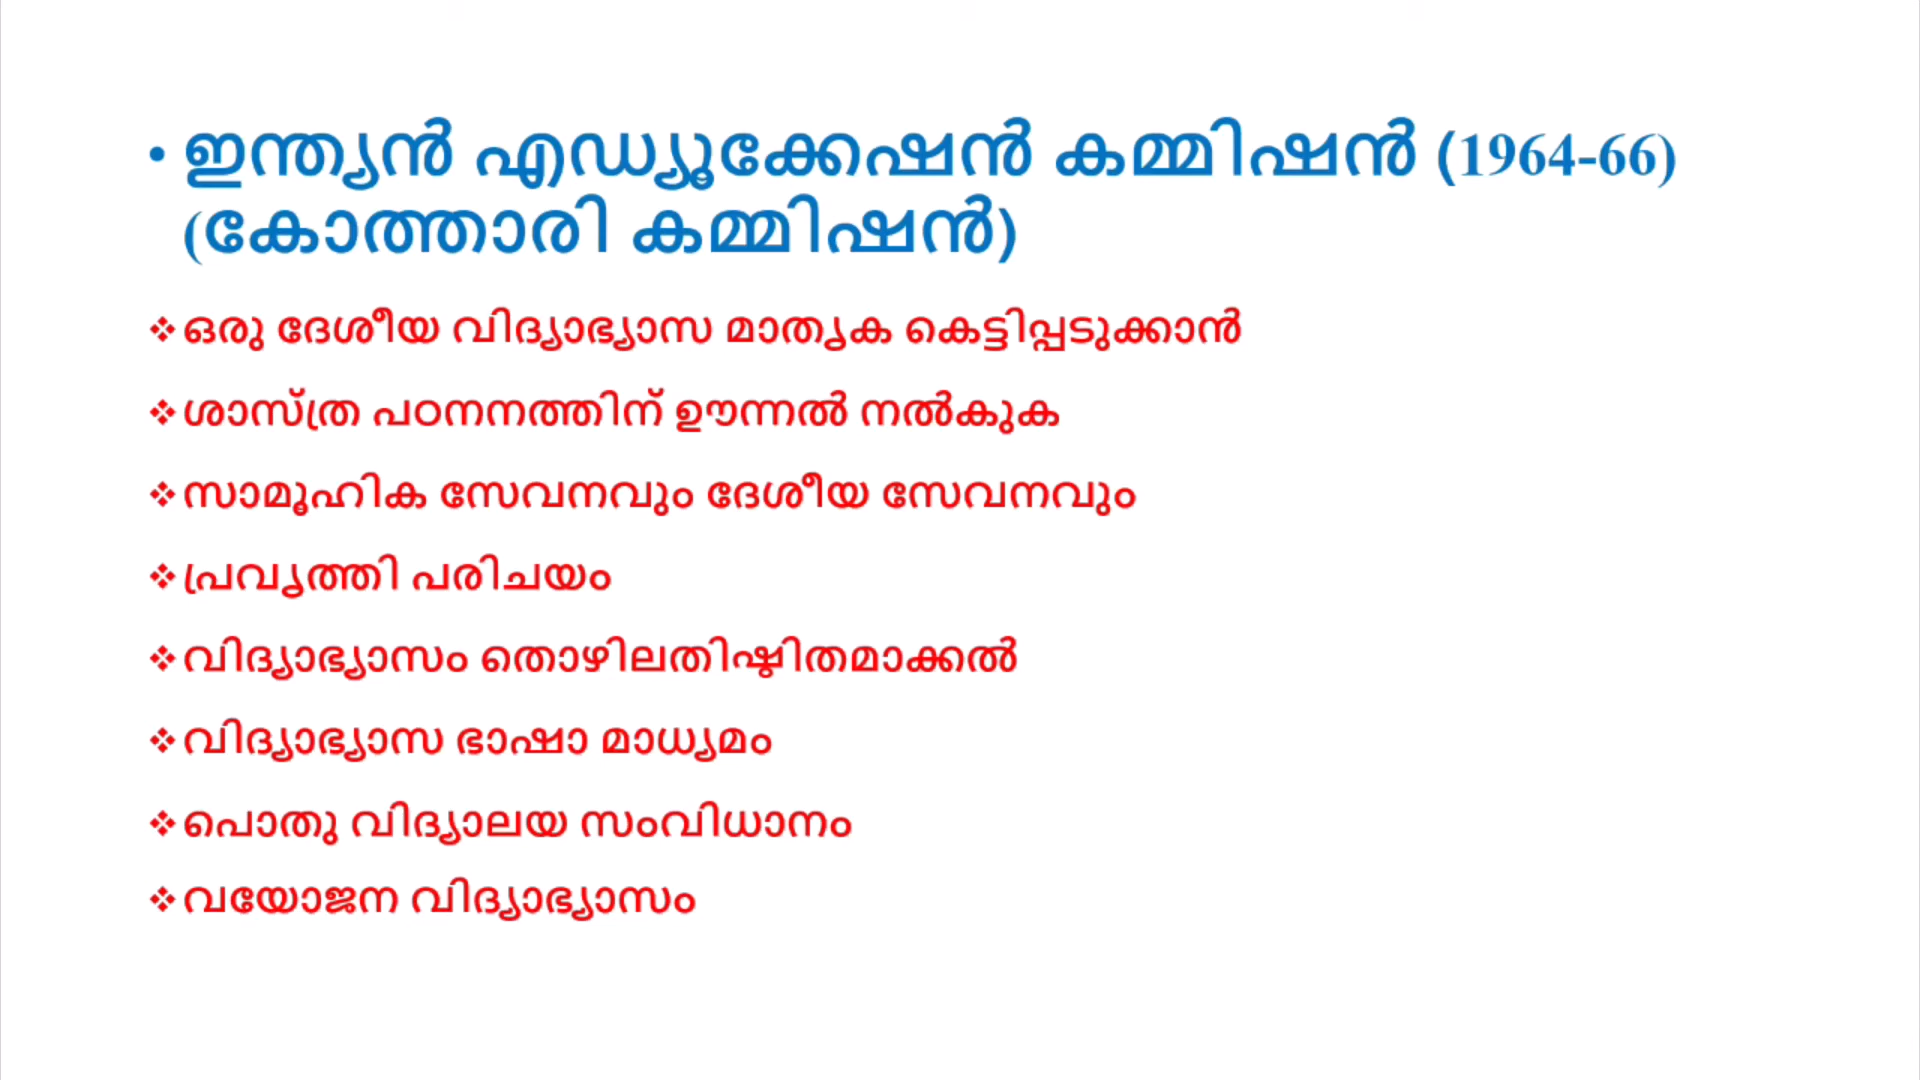 • ഇന്ത്യൻ എഡ്യൂക്കേഷൻ കമ്മിഷൻ (1964-66)
(കോത്താരി കമ്മിഷൻ)
❖ഒരു ദേശീയ വിദ്യാഭ്യാസ മാതൃക കെട്ടിപ്പടുക്കാൻ
❖ശാസ്ത്ര പഠനനത്തിന് ഊന്നൽ നൽകുക
❖സാമൂഹിക സേവനവും ദേശീയ സേവനവും
❖പ്രവൃത്തി പരിചയം
❖വിദ്യാഭ്യാസം തൊഴിലതിഷ്ഠിതമാക്കൽ
❖വിദ്യാഭ്യാസ ഭാഷാ മാധ്യമം
❖പൊതു വിദ്യാലയ സംവിധാനം
❖വയോജന വിദ്യാഭ്യാസം